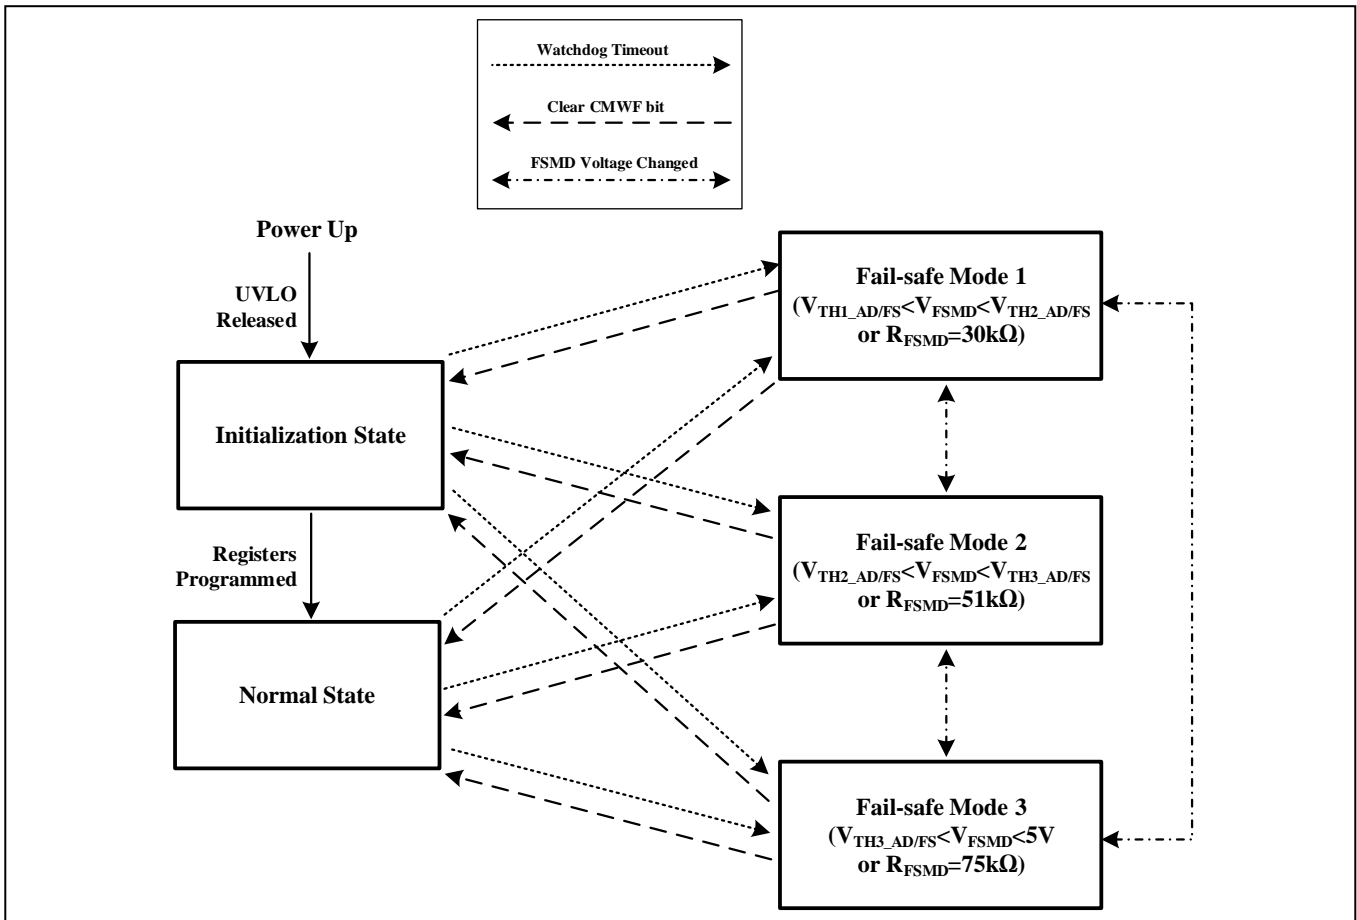 Watchdog Timeout
Clear CMWF bit
FSMD Voltage Changed
Power Up
UVLO
Released
Initialization State
Registers
Programmed
Normal State
Fail-safe Mode 1
(VTH1_AD/FS<VFSMD<VTH2_AD/FS
or RFSMD=30kΩ)
Fail-safe Mode 2
(VTH2_AD/FS<VFSMD<VTH3_AD/FS
or RFSMD=51kΩ)
Fail-safe Mode 3
(VTH3_AD/FS<VFSMD<5V
or RFSMD=75kΩ)